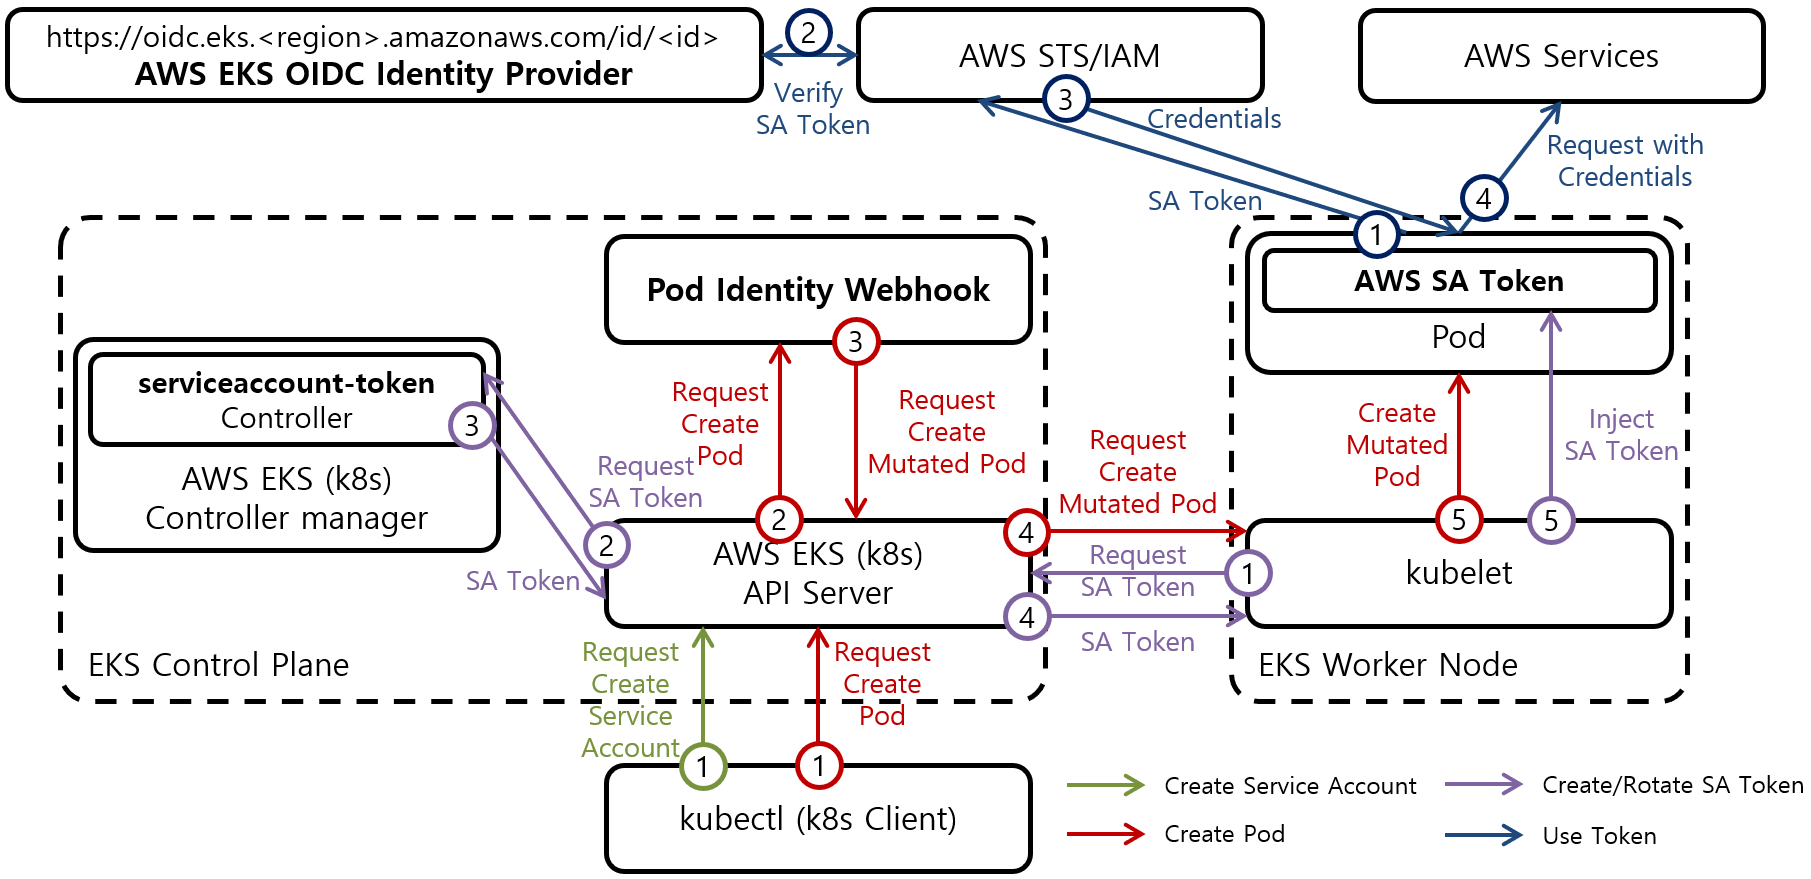 https://oidc.eks.<region>.amazonaws.com/id/<id>
AWS EKS OIDC Identity Provider
2
Verify
SA Token
AWS STS/IAM
3
Credentials
SA Token
1
AWS Services
Request with
Credentials
4
Pod Identity Webhook
3
Request
Create
Pod
Request
Create
Mutated Pod
2
serviceaccount-token
Controller
3
AWS EKS (k8s)
Controller manager
Request
SA Token
2
SA Token
AWS EKS (k8s)
API Server
4
Request
Create
Mutated Pod
Request
SA Token
1
4
SA Token
AWS SA Token
Pod
Create
Mutated
Pod
Inject
SA Token
5
5
kubelet
EKS Worker Node
EKS Control Plane
Request
Create
Service
Account
1
Request
Create
Pod
1
kubectl (k8s Client)
Create Service Account
Create Pod
Create/Rotate SA Token
Use Token